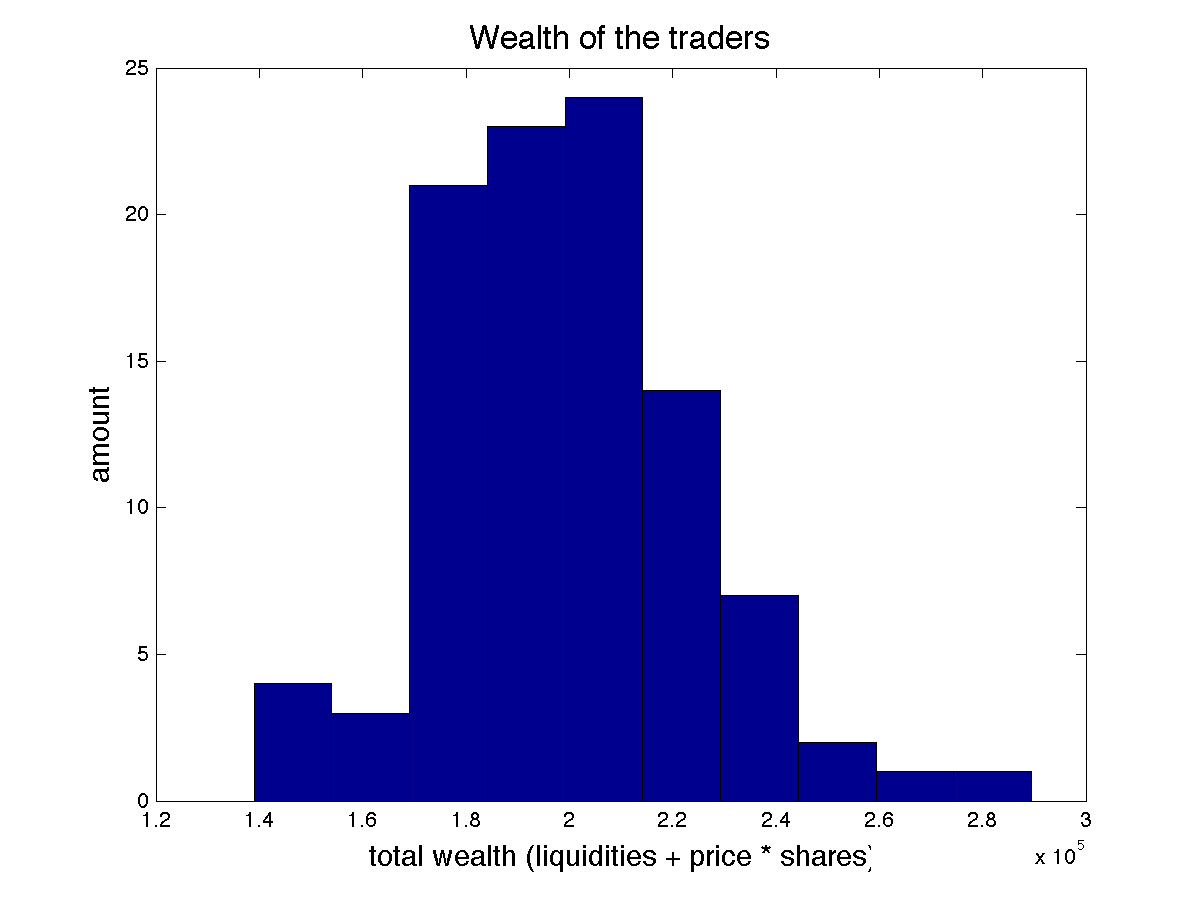 Wealth of the traders
25
20
15
10
5
0
amount
1.2 1.4 1.6 1.8 2 2.2 2.4 2.6 2.8 3
x 10^5
total wealth (liquidities + price * shares)